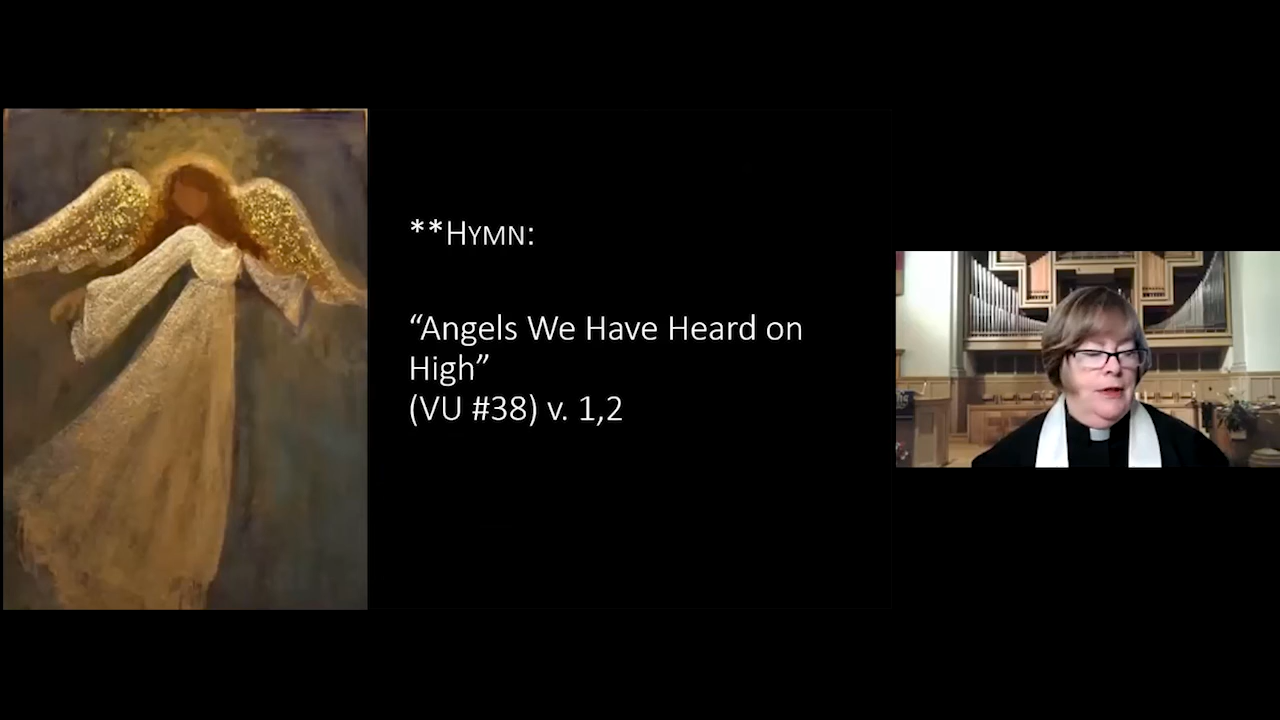 **HYMN:
“Angels We Have Heard on
High”
(VU #38) v. 1,2